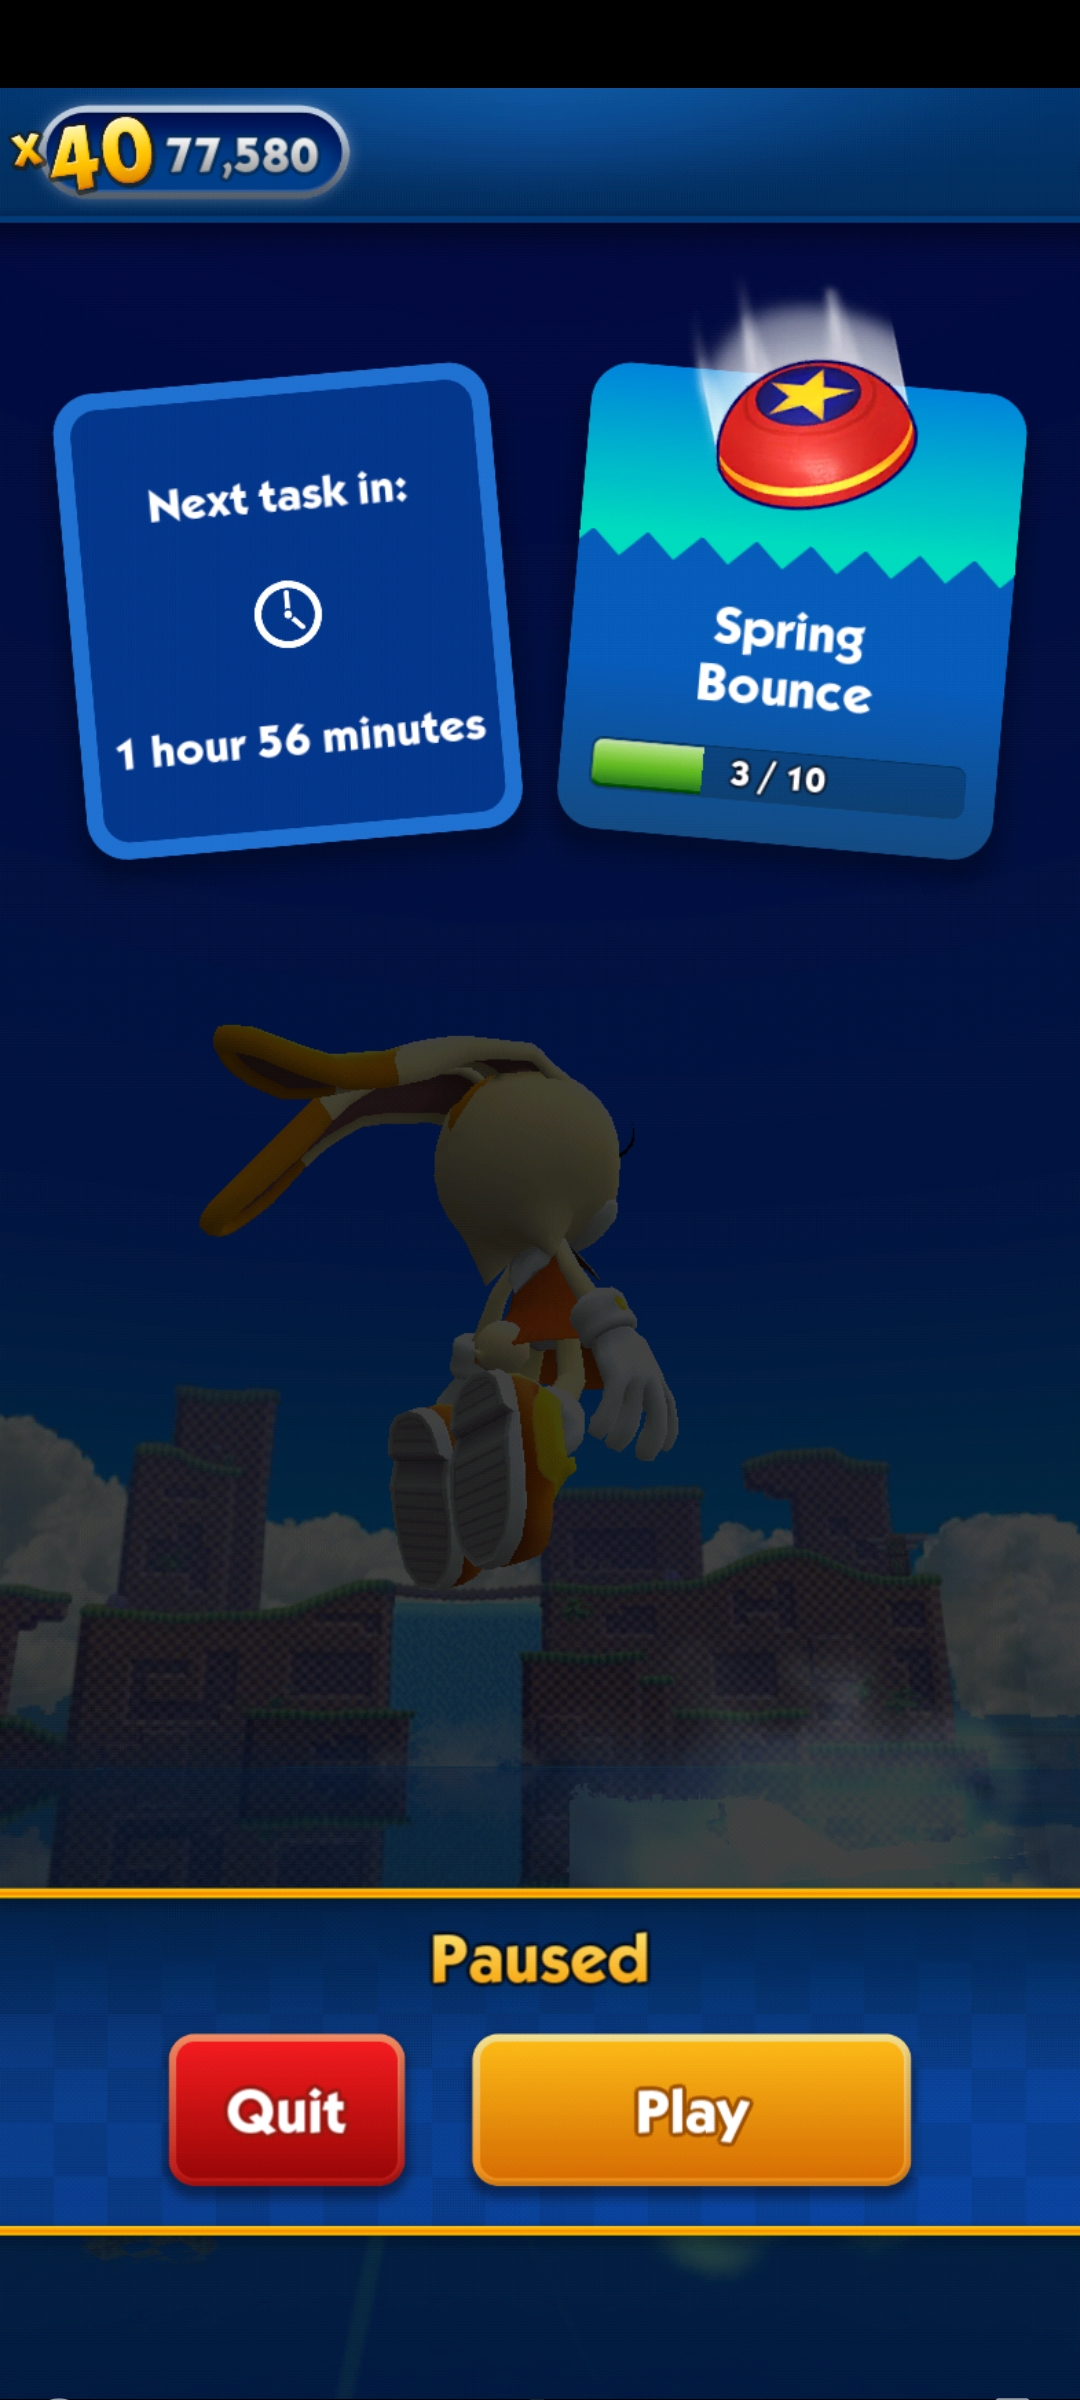 x40 77,580
Next task in:
1 hour 56 minutes
Spring
Bounce
3 / 10
Paused
Quit
Play